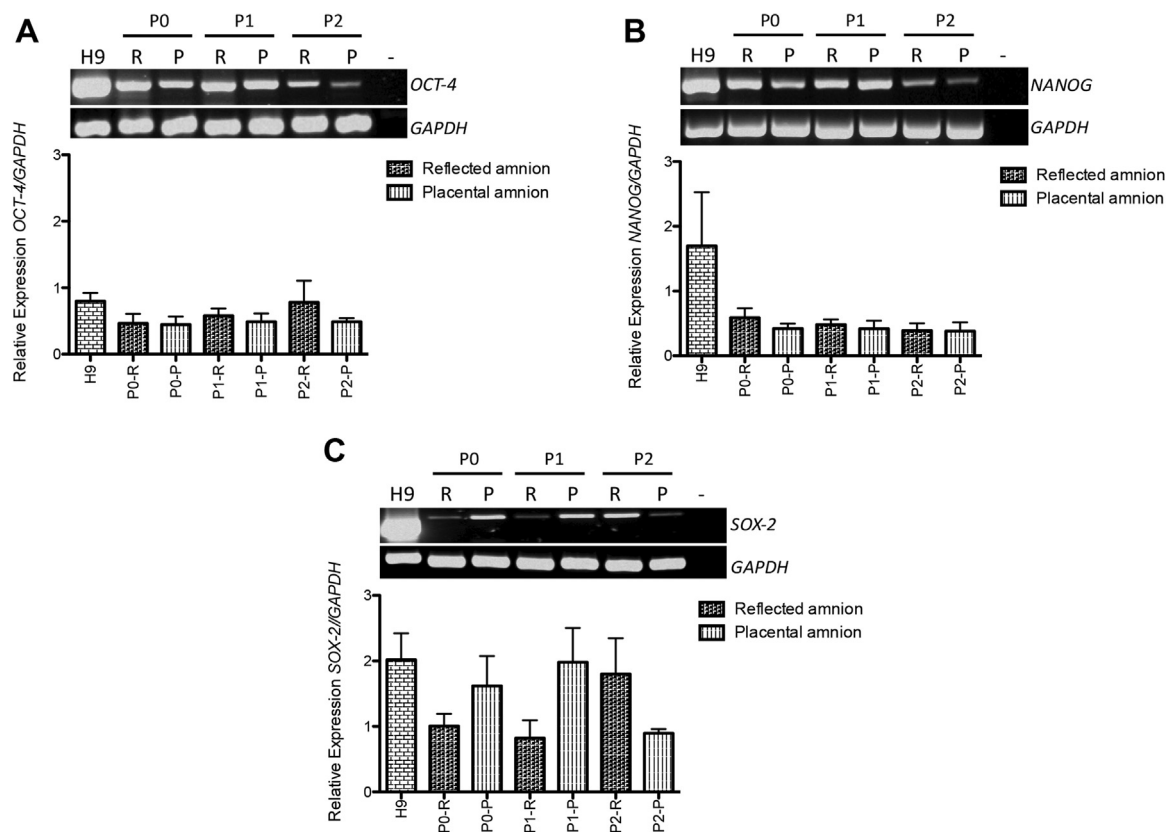 A
P0 P1 P2
H9 R P R P R P -
OCT-4
GAPDH
Relative Expression OCT-4/GAPDH
3
2
1
0
Reflected amnion
Placental amnion
H9 P0-R P0-P P1-R P1-P P2-R P2-P
B
P0 P1 P2
H9 R P R P R P -
NANOG
GAPDH
Relative Expression NANOG/GAPDH
3
2
1
0
Reflected amnion
Placental amnion
H9 P0-R P0-P P1-R P1-P P2-R P2-P
C
P0 P1 P2
H9 R P R P R P -
SOX-2
GAPDH
Relative Expression SOX-2//GAPDH
3
2
1
0
Reflected amnion
Placental amnion
H9 P0-R P0-P P1-R P1-P P2-R P2-P